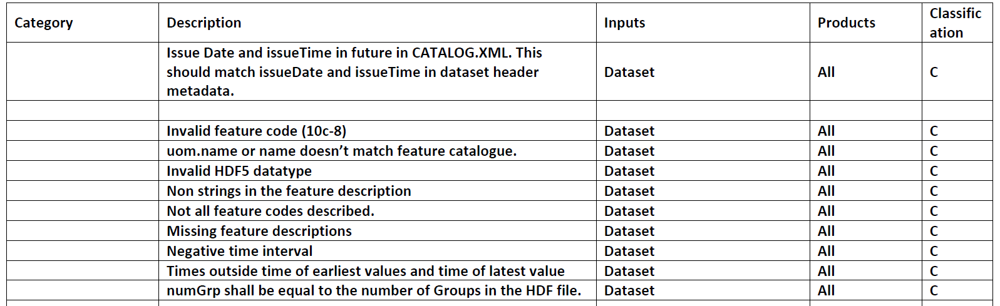 Category Description Inputs Products Classific
ation
Issue Date and issueTime in future in CATALOG.XML. This
should match issueDate and issueTime in dataset header
metadata. Dataset All C
Invalid feature code (10c-8) Dataset All C
uom.name or name doesn’t match feature catalogue. Dataset All C
Invalid HDF5 datatype Dataset All C
Non strings in the feature description Dataset All C
Not all feature codes described. Dataset All C
Missing feature descriptions Dataset All C
Negative time interval Dataset All C
Times outside time of earliest values and time of latest value Dataset All C
numGrp shall be equal to the number of Groups in the HDF file. Dataset All C